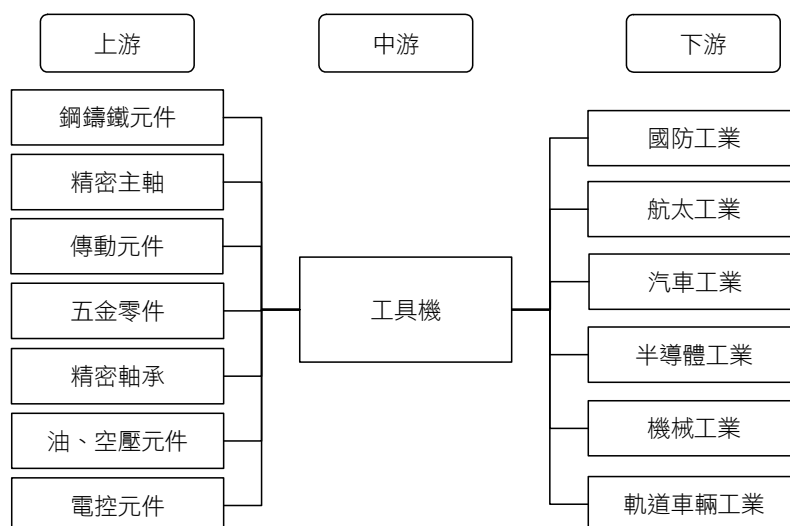 上游
中游
下游
鋼鑄鐵元件
精密主軸
傳動元件
五金零件
精密軸承
油、空壓元件
電控元件
工具機
國防工業
航太工業
汽車工業
半導體工業
機械工業
軌道車輛工業